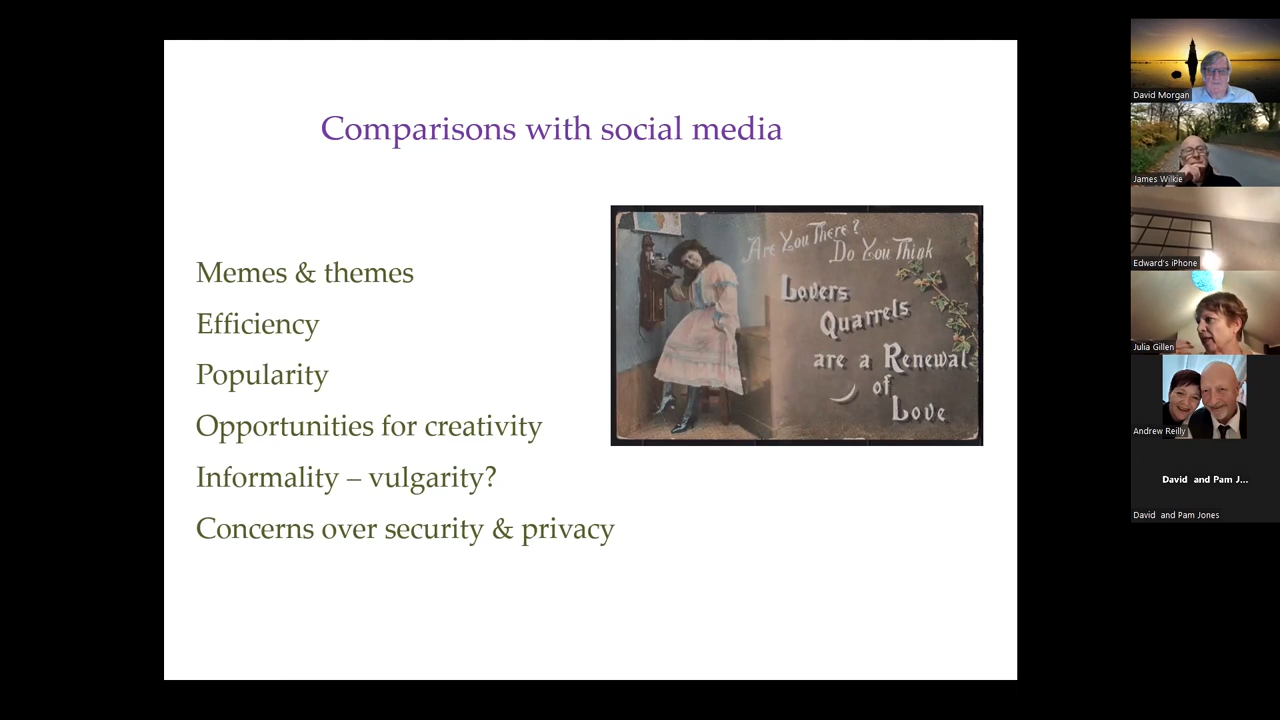 Comparisons with social media
Memes & themes
Efficiency
Popularity
Opportunities for creativity
Informality – vulgarity?
Concerns over security & privacy
Are You There?
Do You Think
Lovers
Quarrels
are a Renewal
of
Love
David Morgan
James Wilkie
Edward's iPhone
Julia Gillen
Andrew Reilly
David and Pam J...
David and Pam Jones